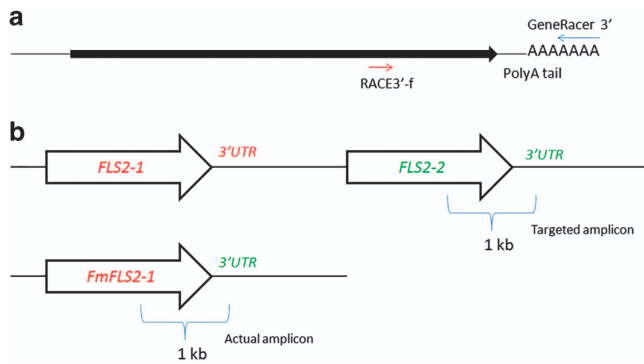 a
GeneRacer 3'
AAAAAAA
RACE3'-f
PolyA tail
b
FLS2-1
3'UTR
FLS2-2
3'UTR
1 kb
Targeted amplicon
FmFLS2-1
3'UTR
1 kb
Actual amplicon